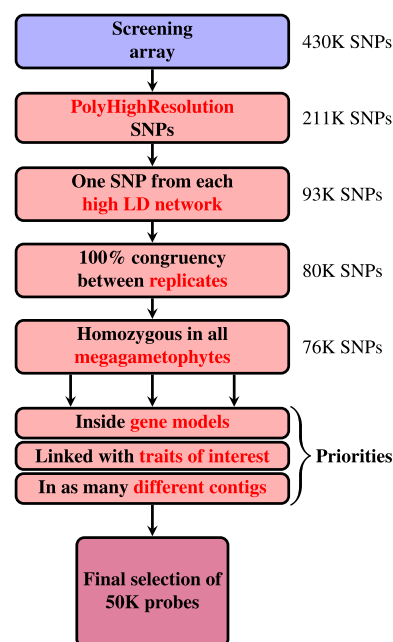 Screening
array
430K SNPs
PolyHighResolution
SNPs
211K SNPs
One SNP from each
high LD network
93K SNPs
100% congruency
between replicates
80K SNPs
Homozygous in all
megagametophytes
76K SNPs
Inside gene models
Linked with traits of interest
In as many different contigs
Priorities
Final selection of
50K probes